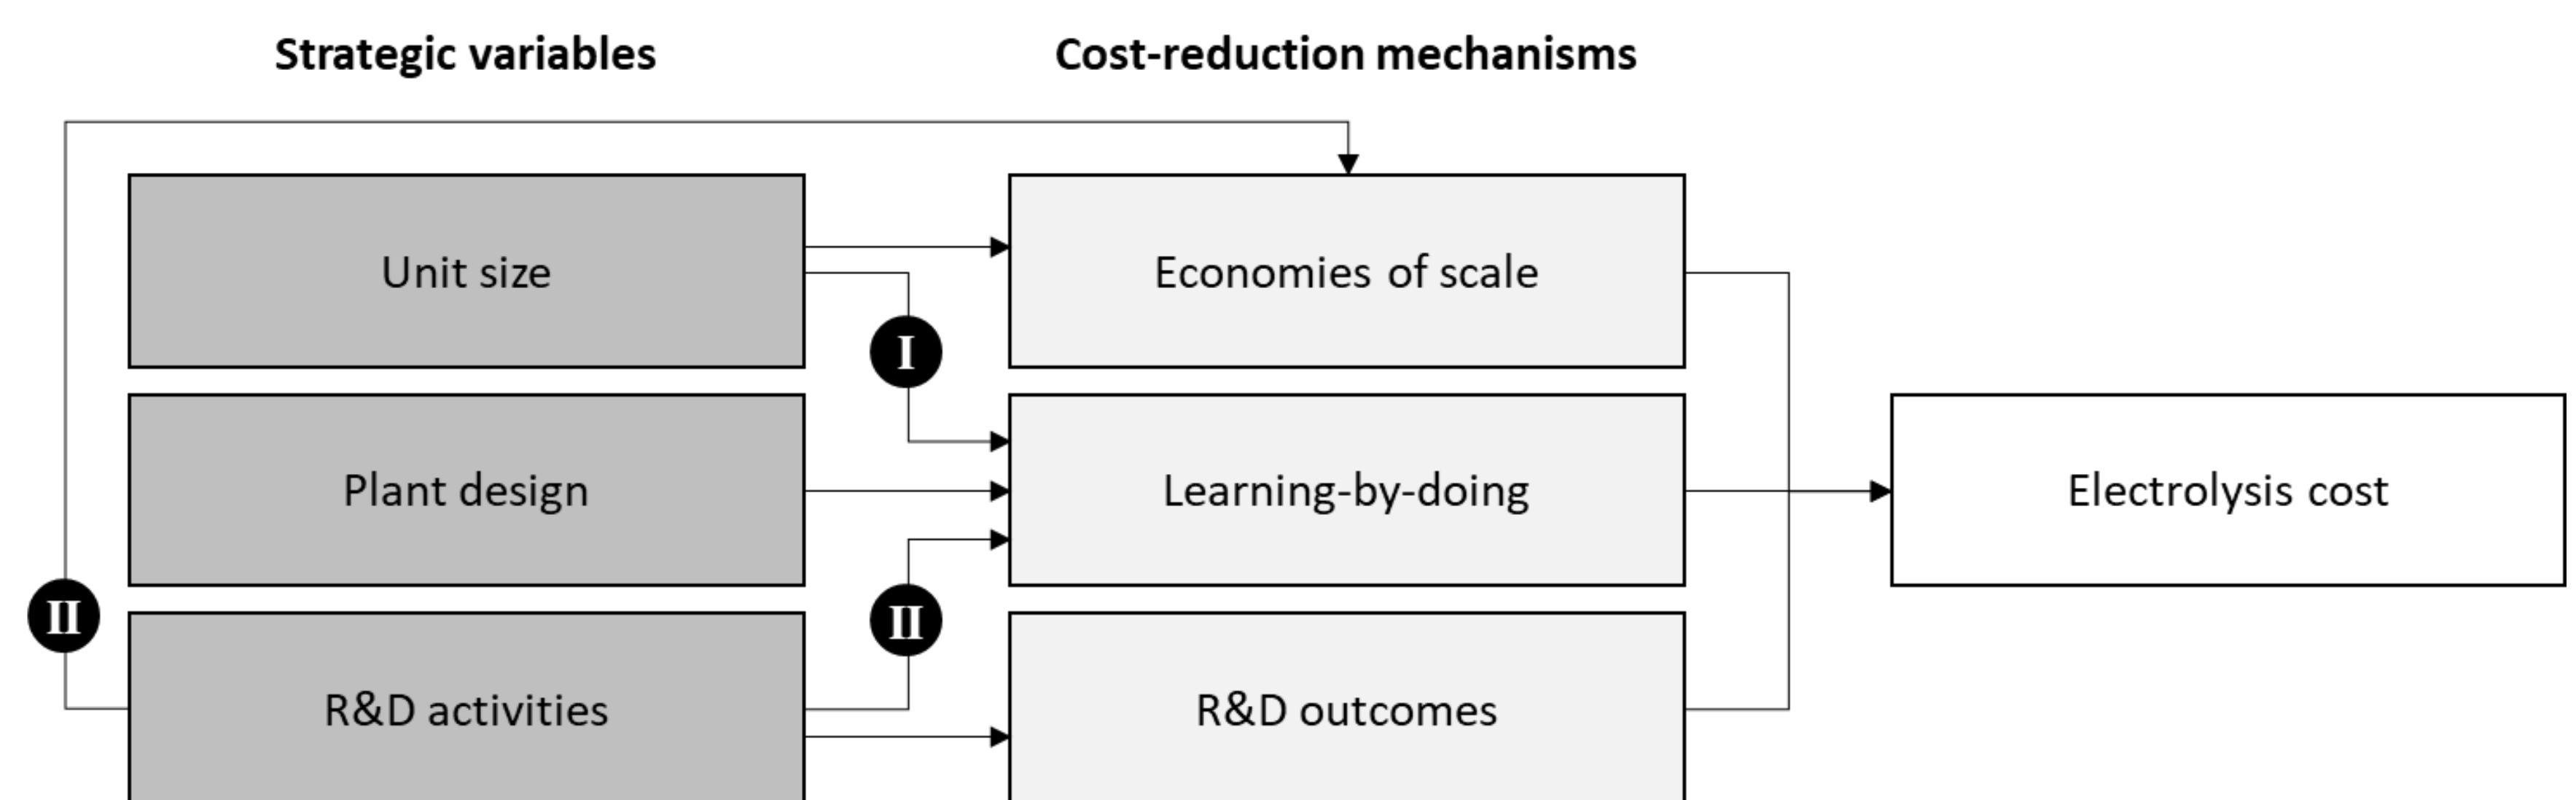 Strategic variables
Cost-reduction mechanisms
Unit size
Economies of scale
I
Plant design
Learning-by-doing
Electrolysis cost
II
II
R&D activities
R&D outcomes